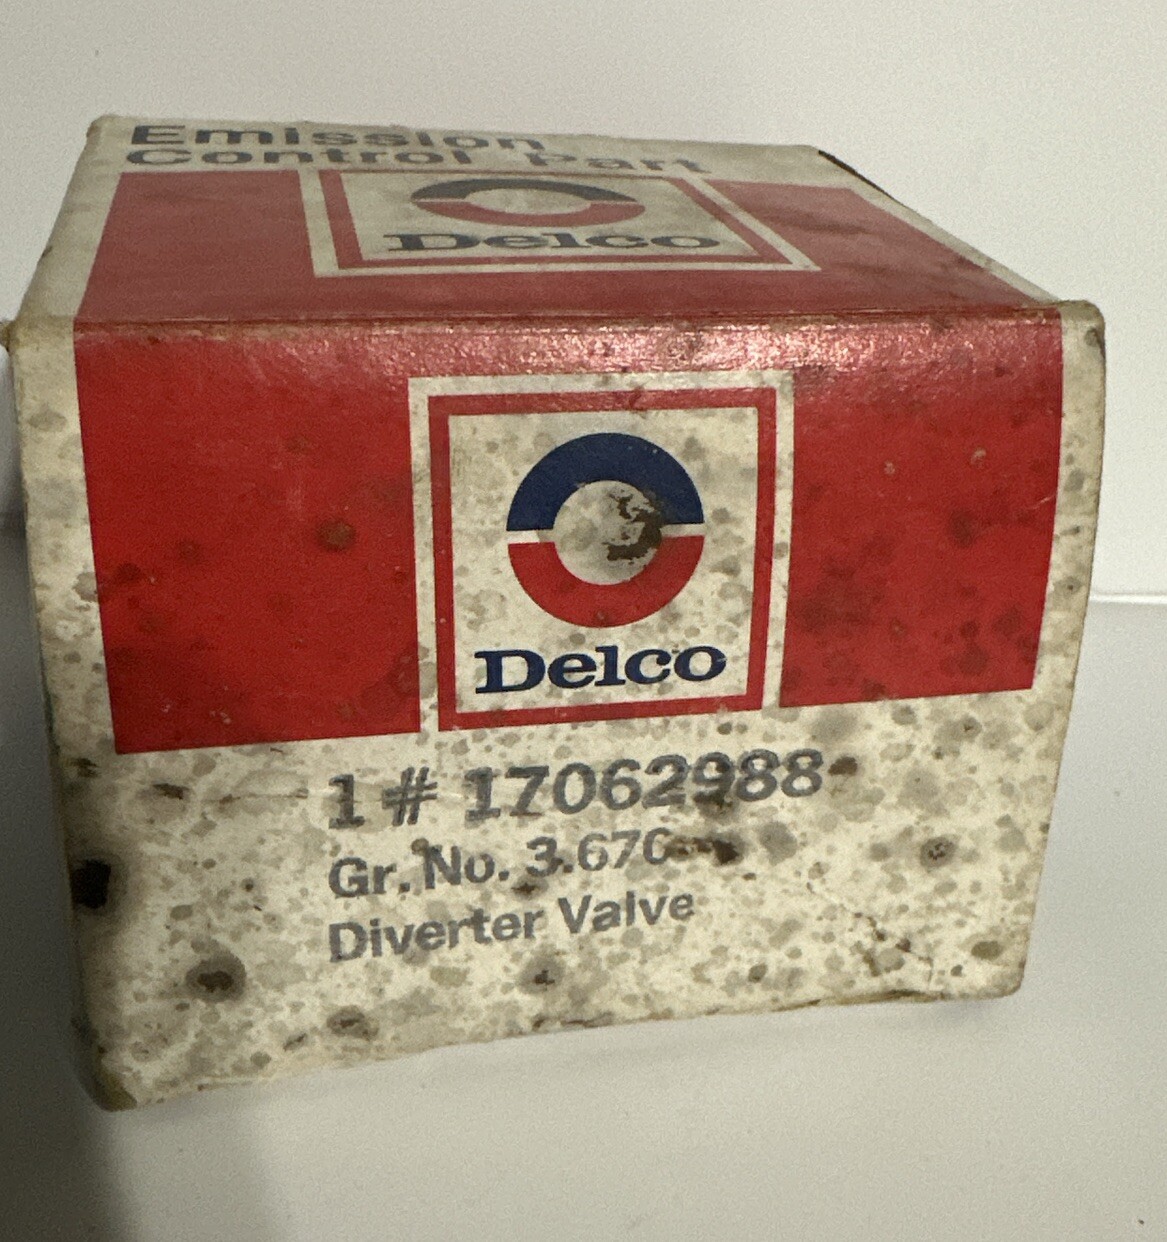 Emission
Control Part
Delco
Delco
1 # 17062988
Gr. No. 3.670
Diverter Valve